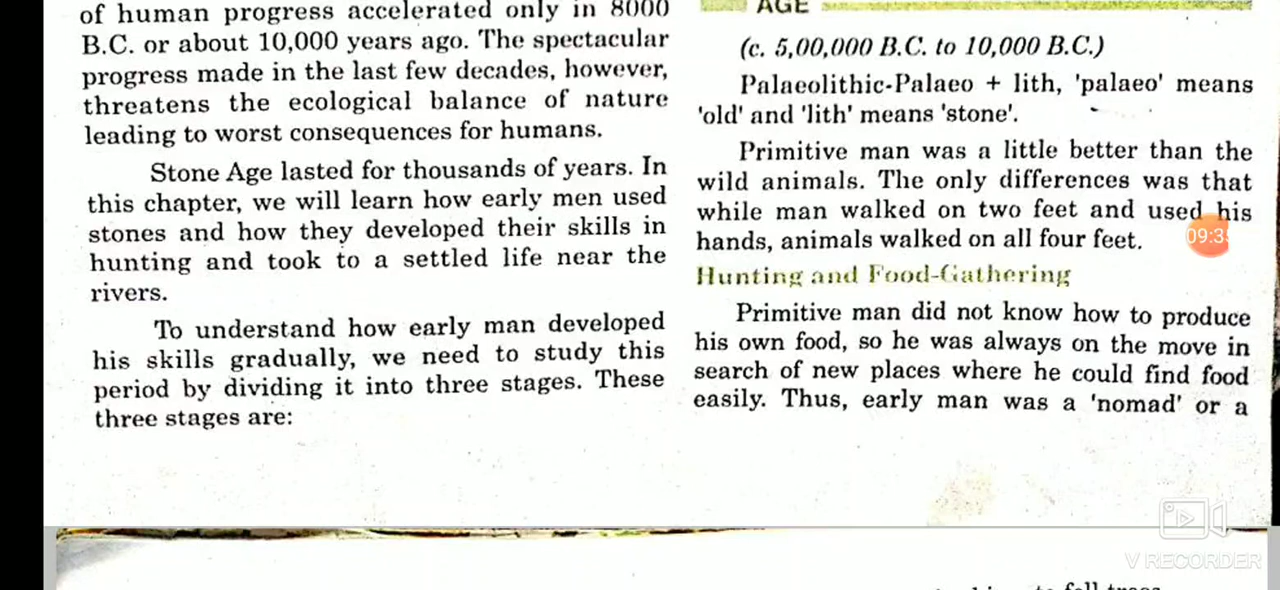 of human progress accelerated only in 8000
B.C. or about 10,000 years ago. The spectacular
progress made in the last few decades, however,
threatens the ecological balance of nature
leading to worst consequences for humans.
Stone Age lasted for thousands of years. In
this chapter, we will learn how early men used
stones and how they developed their skills in
hunting and took to a settled life near the
rivers.
To understand how early man developed
his skills gradually, we need to study this
period by dividing it into three stages. These
three stages are:
AGE
(c. 5,00,000 B.C. to 10,000 B.C.)
Palaeolithic-Palaeo + lith, 'palaeo' means
'old' and 'lith' means 'stone'.
Primitive man was a little better than the
wild animals. The only differences was that
while man walked on two feet and used his
hands, animals walked on all four feet.
Hunting and Food-Gathering
Primitive man did not know how to produce
his own food, so he was always on the move in
search of new places where he could find food
easily. Thus, early man was a 'nomad' or a
V RECORDER